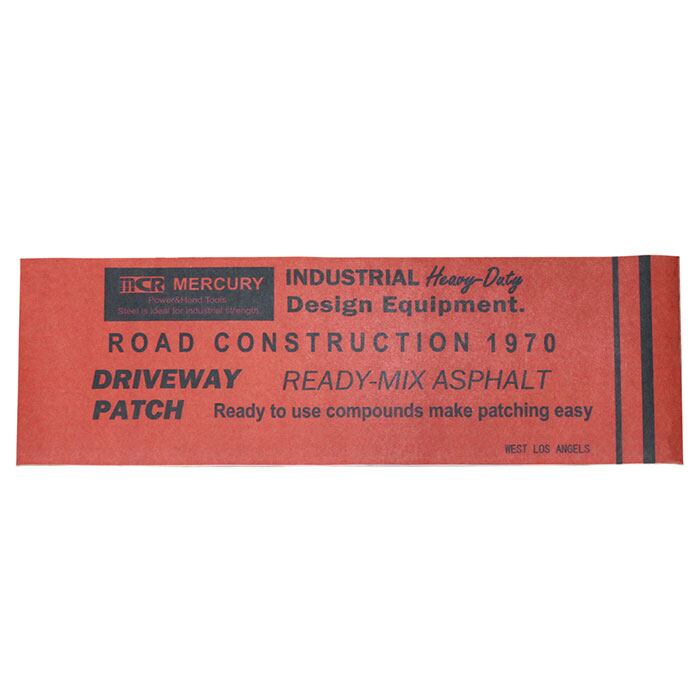 MCR MERCURY
Power&Hand Tools
Steel is ideal for industrial strength
INDUSTRIAL Heavy-Duty
Design Equipment.
ROAD CONSTRUCTION 1970
DRIVEWAY READY-MIX ASPHALT
PATCH Ready to use compounds make patching easy
WEST LOS ANGELS